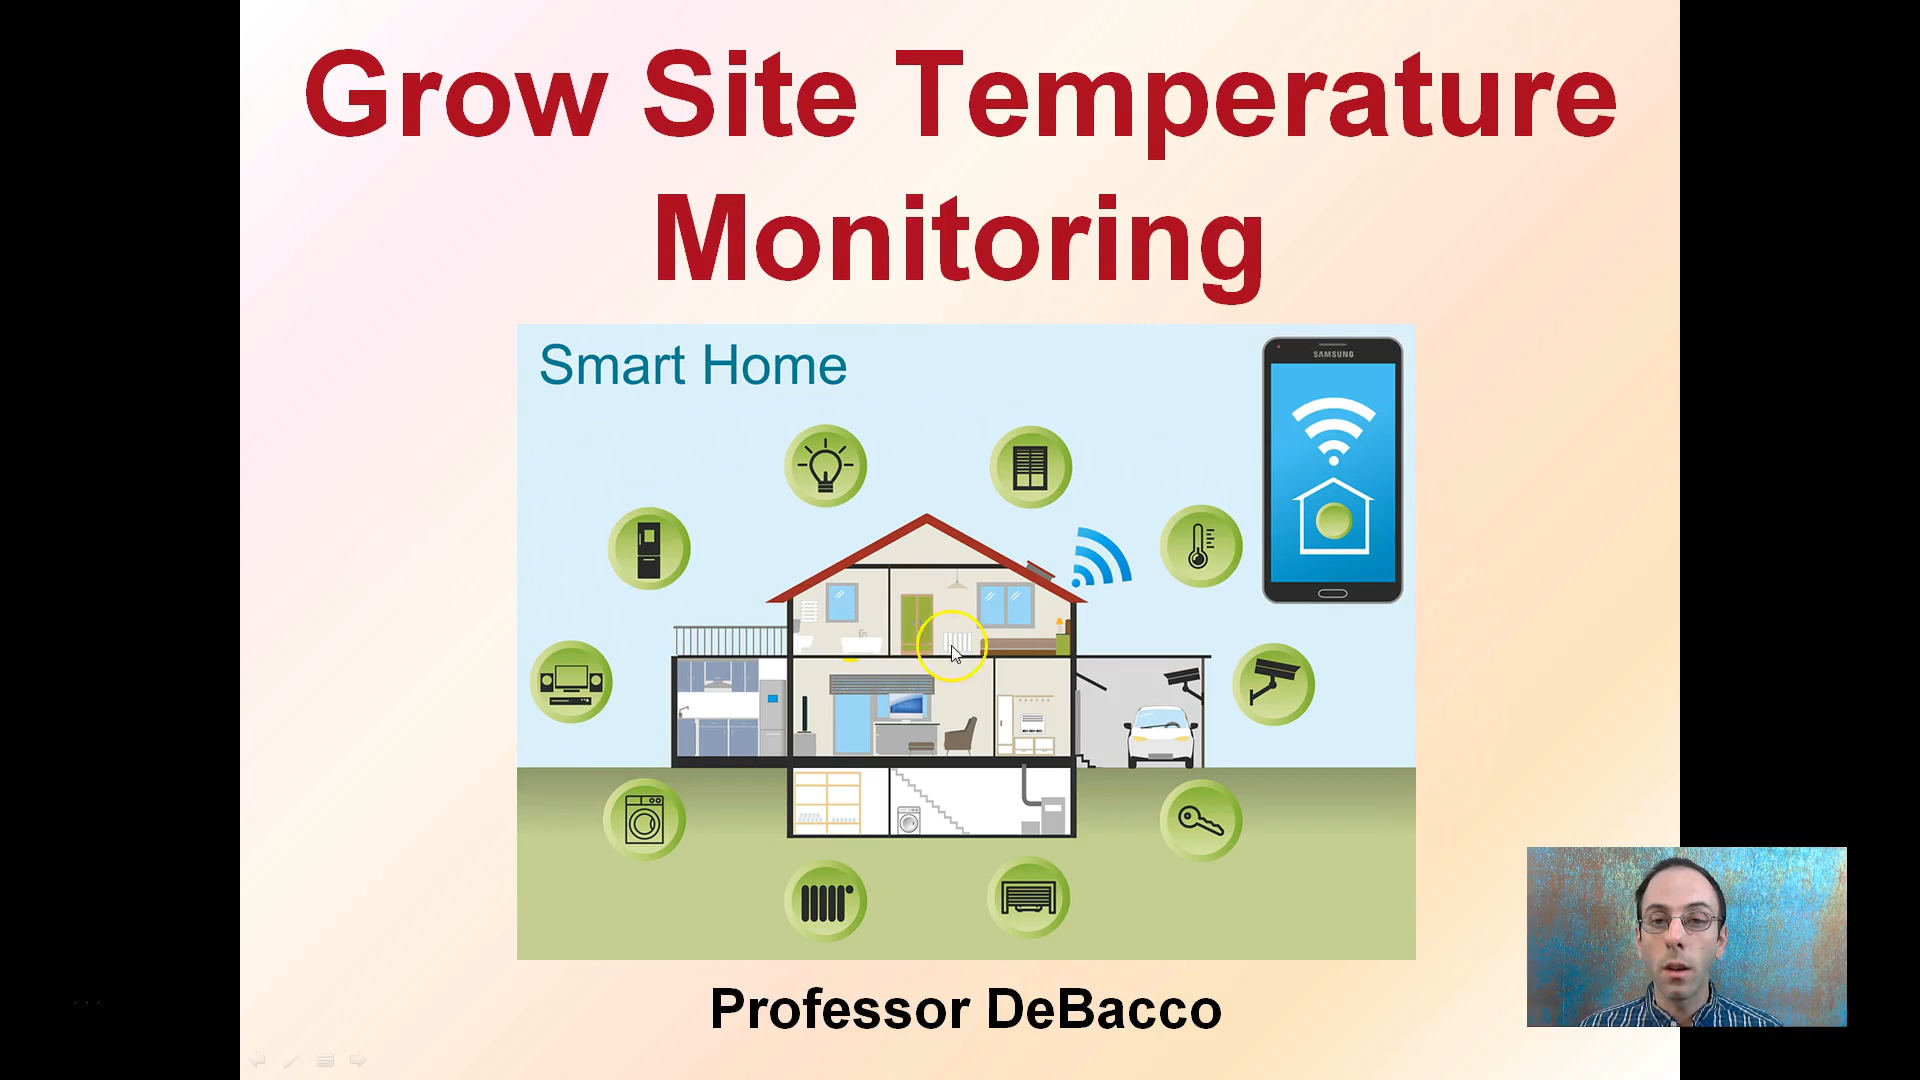 Grow Site Temperature
Monitoring
Smart Home
SAMSUNG
Professor DeBacco